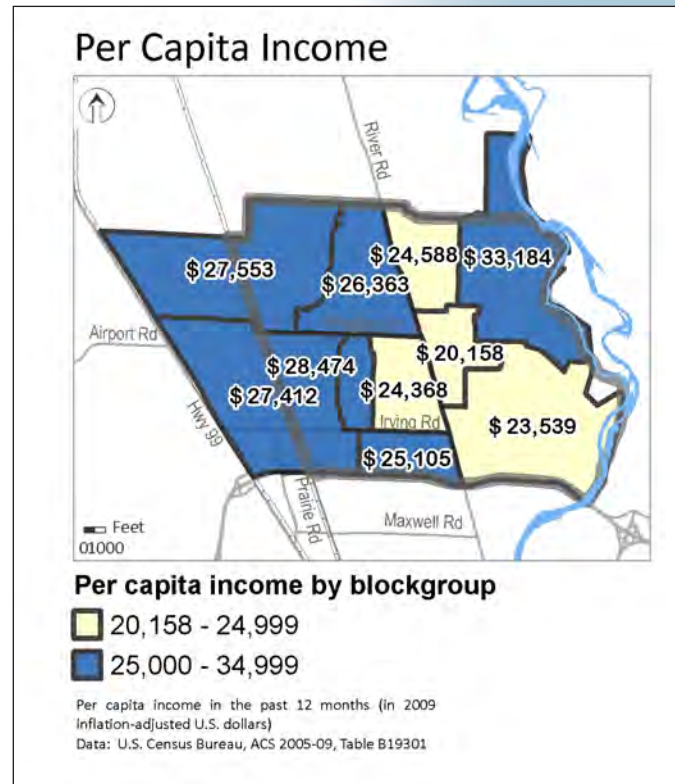 Per Capita Income
River Rd
$ 24,588
$ 33,184
$ 27,553
$ 26,363
Airport Rd
$ 20,158
$ 28,474
$ 24,368
$ 27,412
Hwy 99
Irving Rd
$ 23,539
$ 25,105
Prairie Rd
Maxwell Rd
Feet
01000
Per capita income by blockgroup
20,158 - 24,999
25,000 - 34,999
Per capita income in the past 12 months (in 2009
inflation-adjusted U.S. dollars)
Data: U.S. Census Bureau, ACS 2005-09, Table B19301